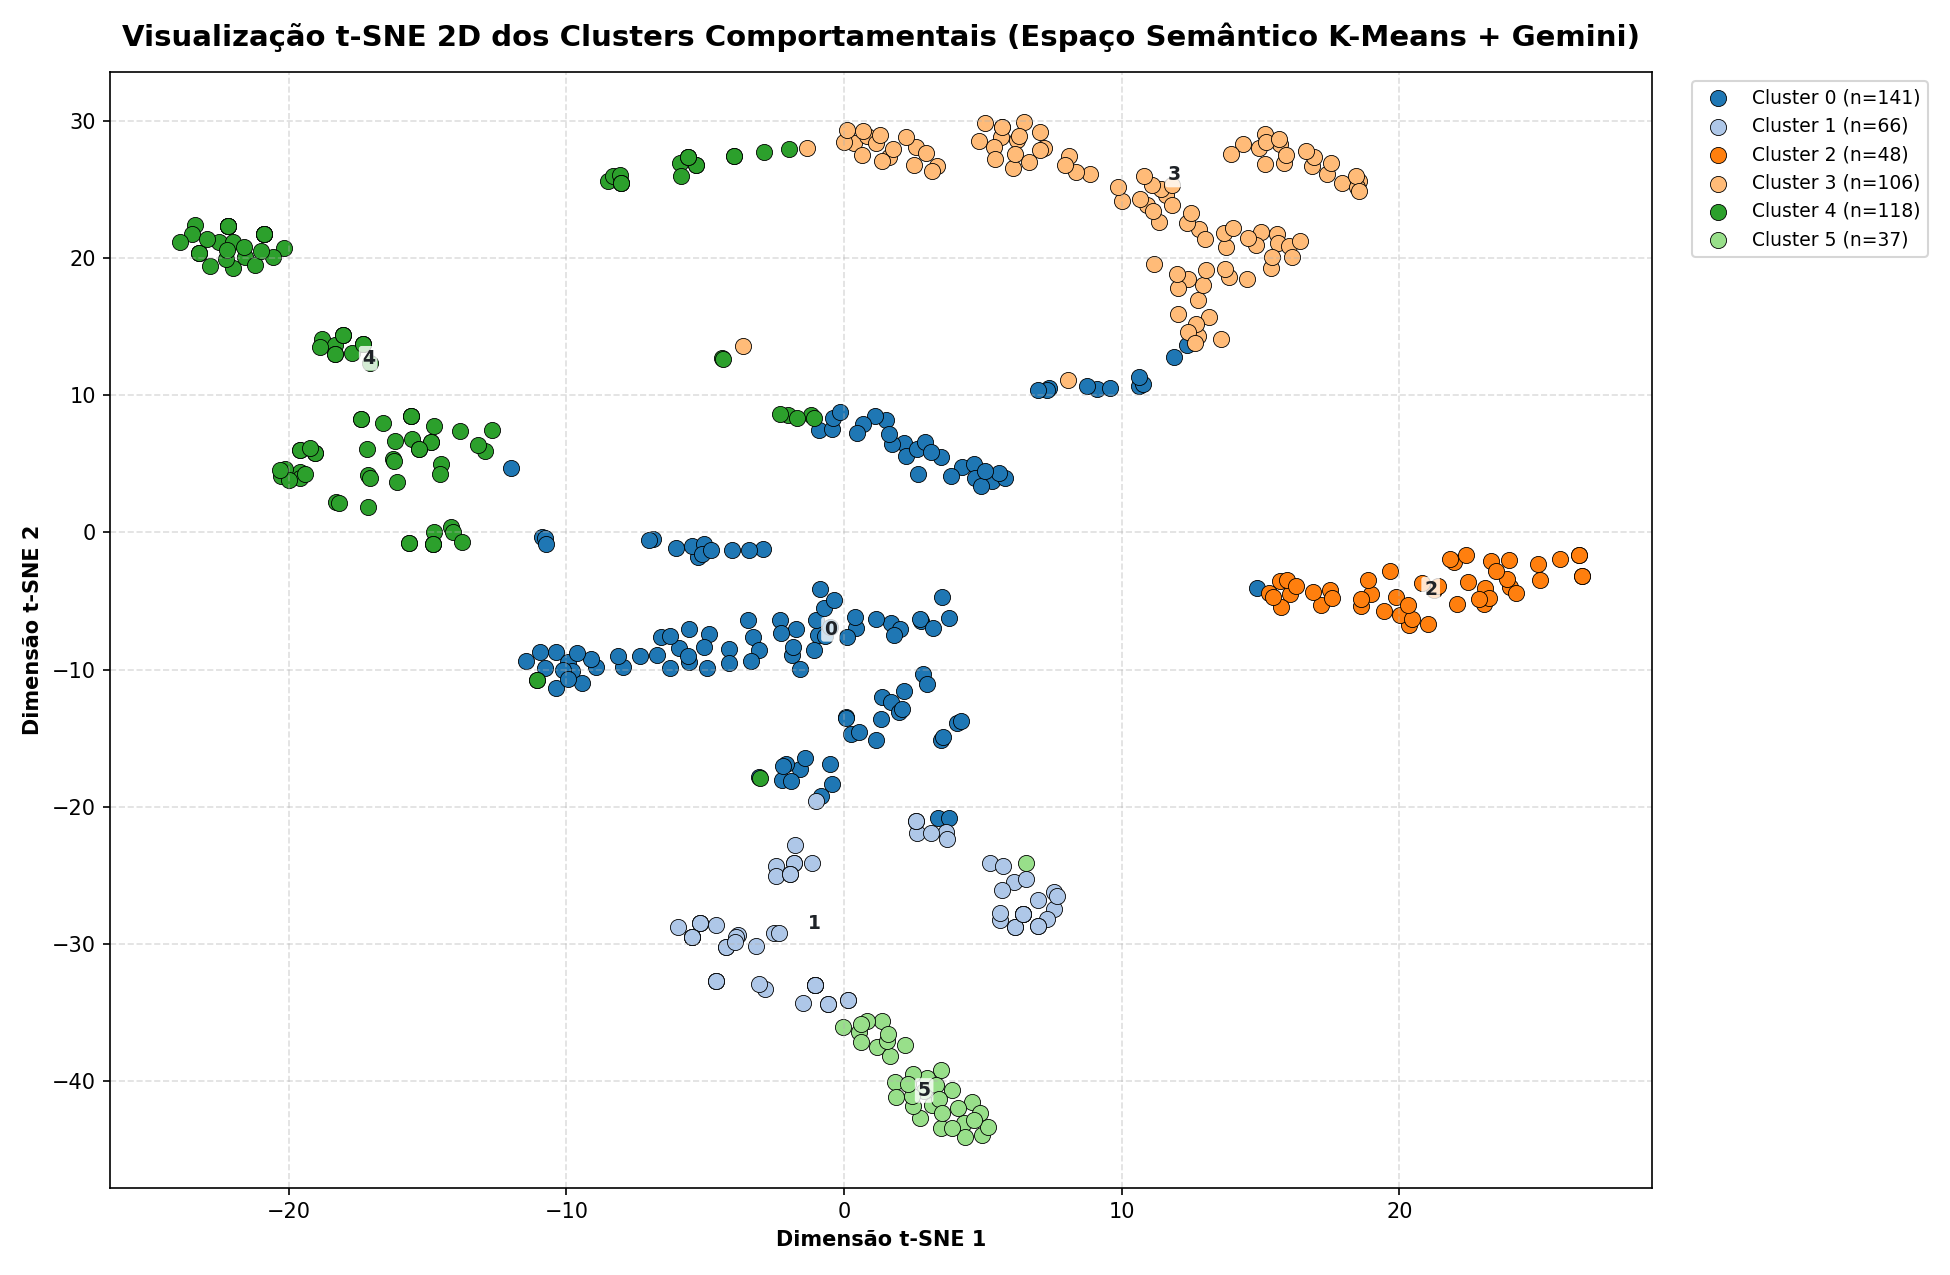 Visualização t-SNE 2D dos Clusters Comportamentais (Espaço Semântico K-Means + Gemini)
Cluster 0 (n=141)
Cluster 1 (n=66)
Cluster 2 (n=48)
Cluster 3 (n=106)
Cluster 4 (n=118)
Cluster 5 (n=37)
30
20
10
0
−10
−20
−30
−40
Dimensão t-SNE 2
3
4
2
0
1
5
−20
−10
0
10
20
Dimensão t-SNE 1